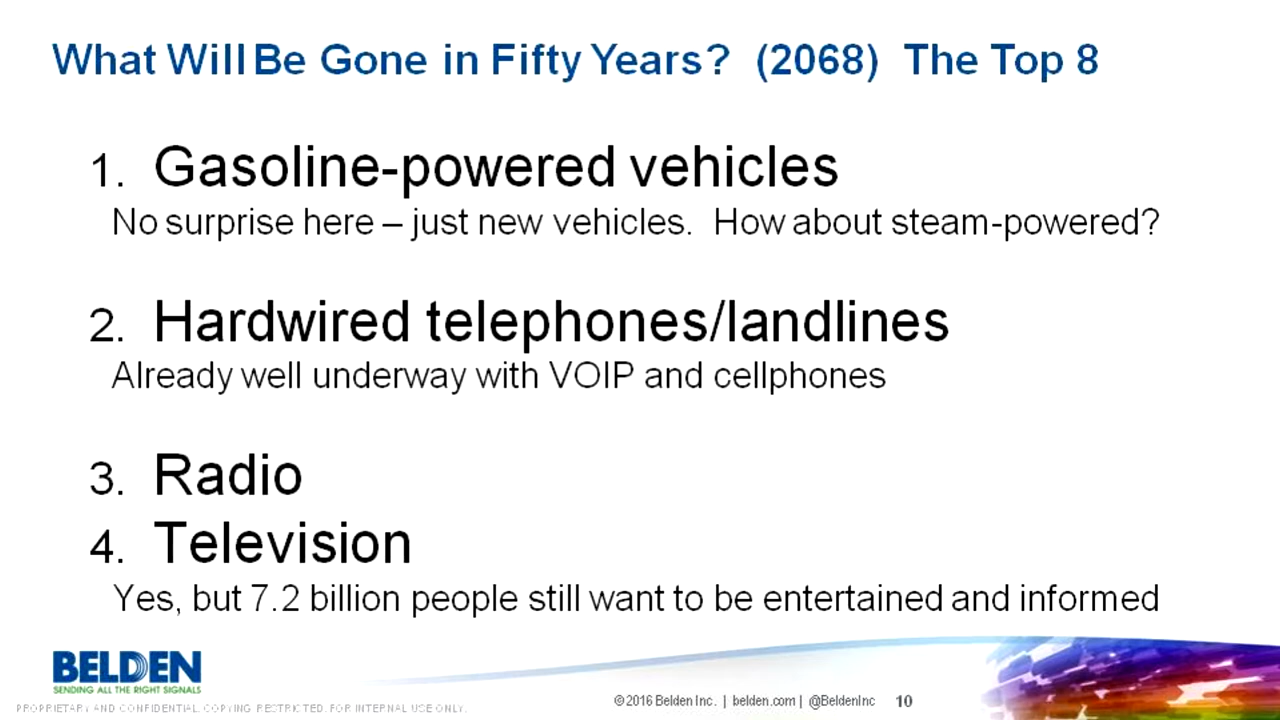 What Will Be Gone in Fifty Years? (2068) The Top 8
1. Gasoline-powered vehicles
No surprise here – just new vehicles. How about steam-powered?
2. Hardwired telephones/landlines
Already well underway with VOIP and cellphones
3. Radio
4. Television
Yes, but 7.2 billion people still want to be entertained and informed
BELDEN
SENDING ALL THE RIGHT SIGNALS
PROPRIETARY AND CONFIDENTIAL. COPYING RESTRICTED. FOR INTERNAL USE ONLY.
©2016 Belden Inc. | belden.com | @BeldenInc 10